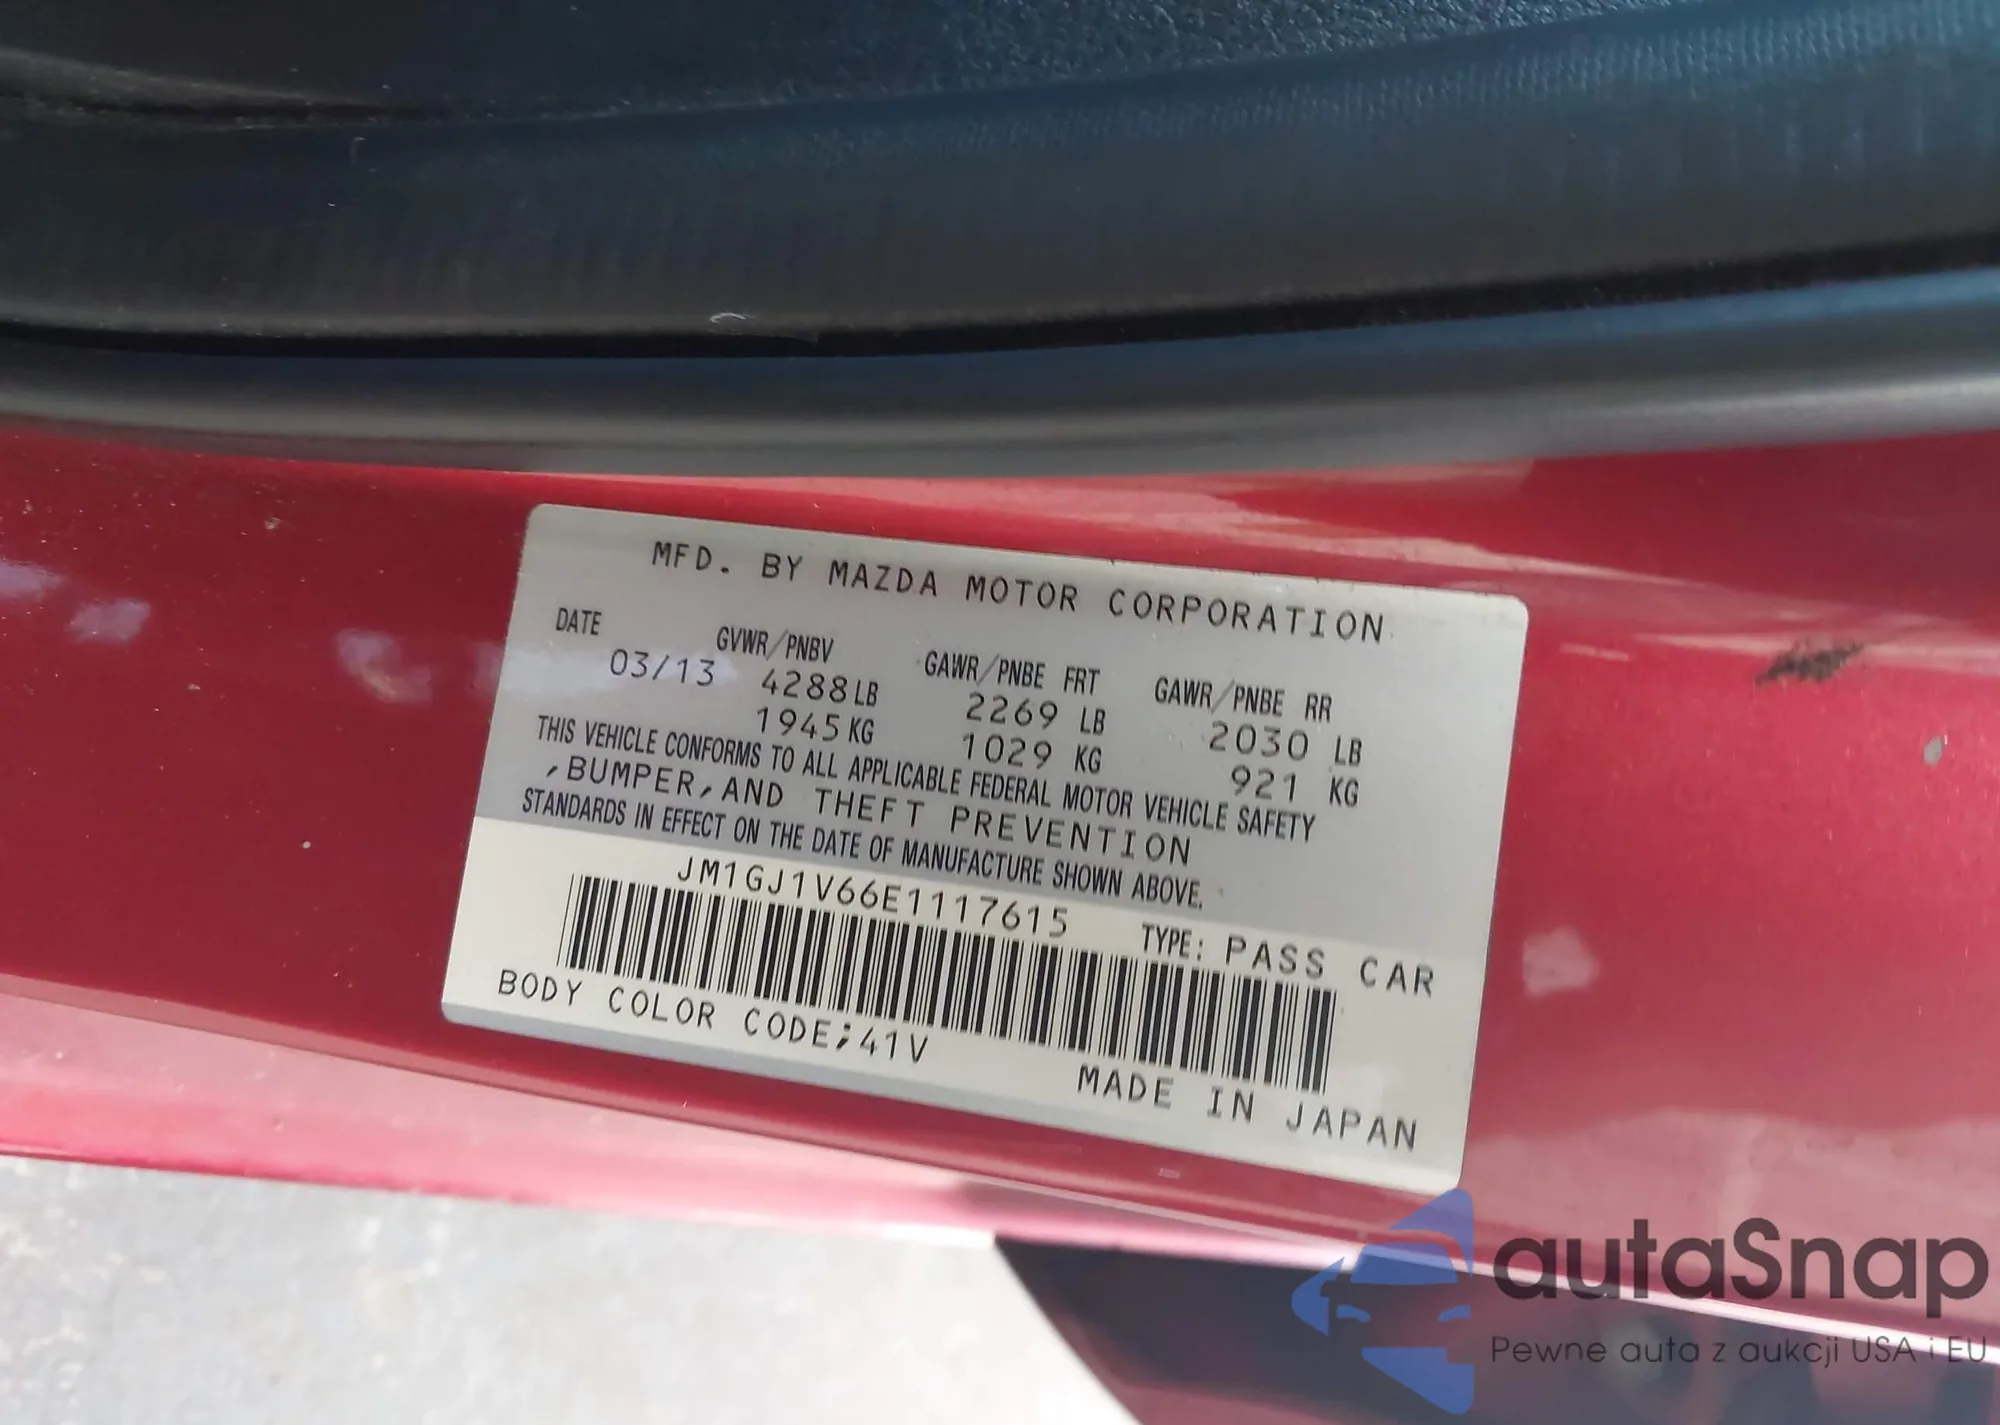 MFD. BY MAZDA MOTOR CORPORATION
DATE GVWR/PNBV GAWR/PNBE FRT GAWR/PNBE RR
03/13 4288LB 2269 LB 2030 LB
1945KG 1029 KG 921 KG
THIS VEHICLE CONFORMS TO ALL APPLICABLE FEDERAL MOTOR VEHICLE SAFETY
,BUMPER,AND THEFT PREVENTION
STANDARDS IN EFFECT ON THE DATE OF MANUFACTURE SHOWN ABOVE.
JM1GJ1V66E1117615 TYPE: PASS CAR
BODY COLOR CODE;41V
MADE IN JAPAN
autaSnap
Pewne auta z aukcji USA i EU